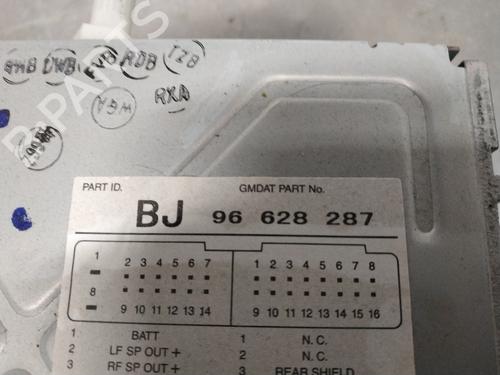 DWB EVB RDB IZB
WGA RXA
PART ID. GMDAT PART No.
BJ 96 628 287
1 2 3 4 5 6 7 1 2 3 4 5 6 7 8
8 9 10 11 12 13 14 9 10 11 12 13 14 15 16
1 BATT 1 N. C.
2 LF SP OUT + 2 N. C.
3 RF SP OUT + 3 REAR SHIELD